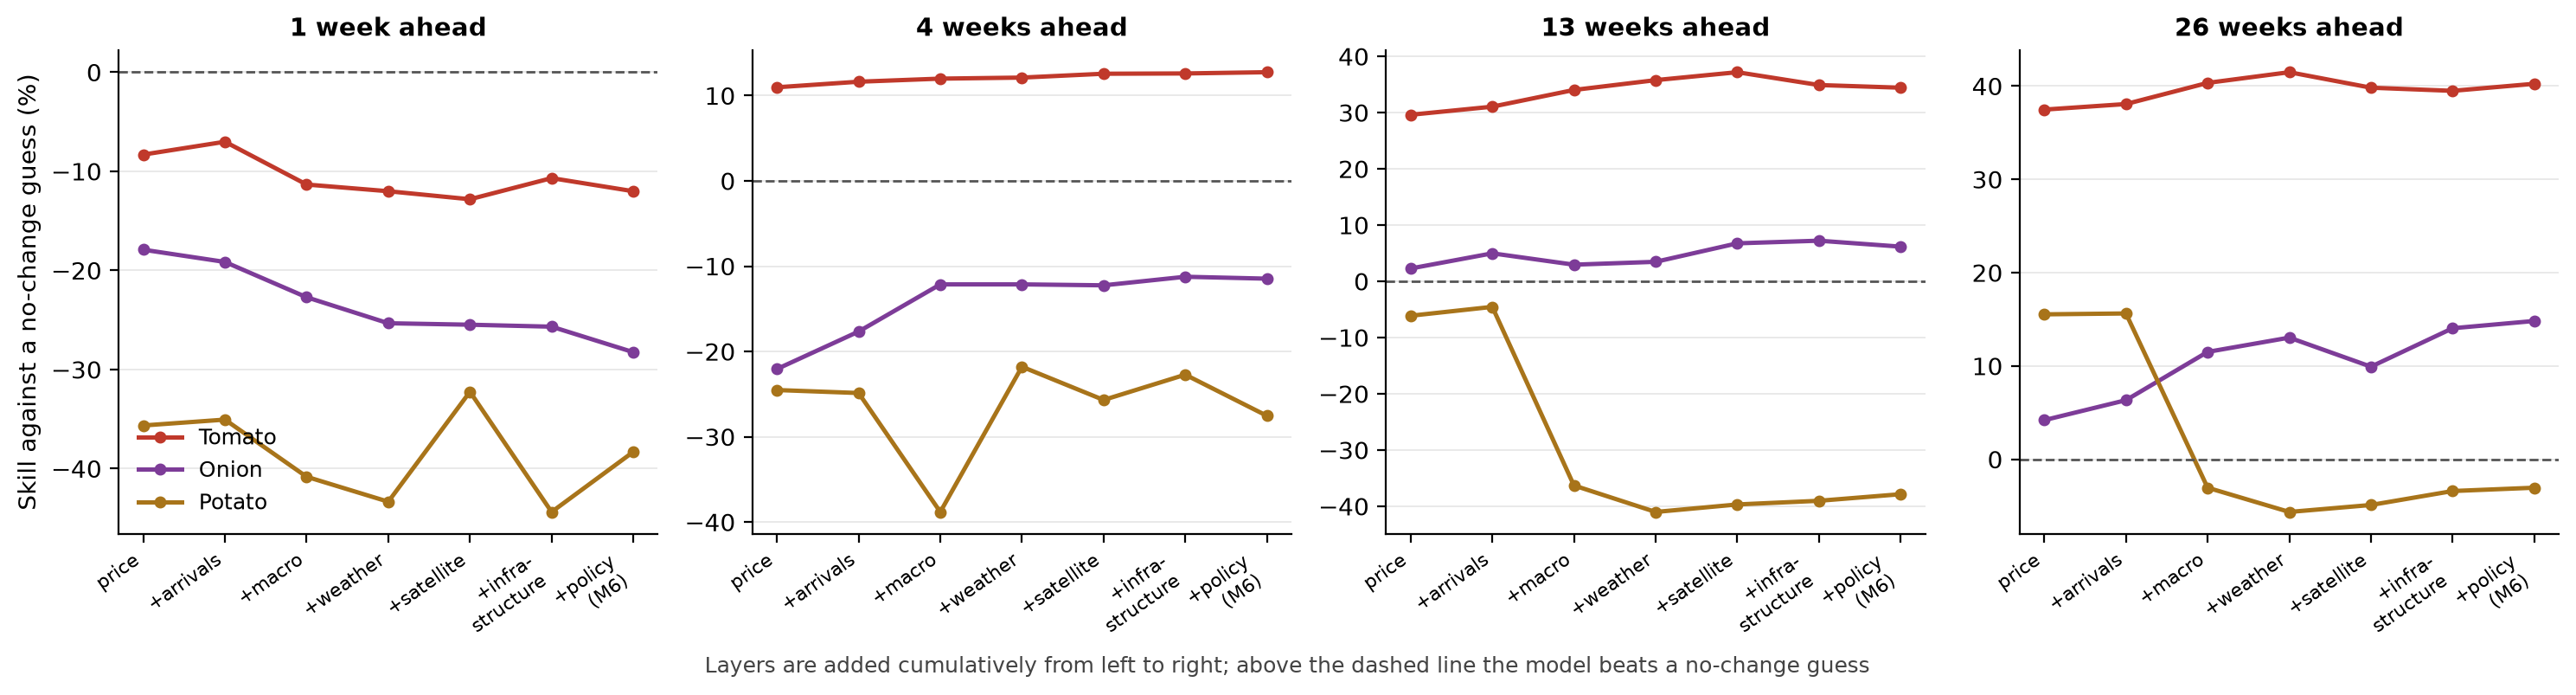 1 week ahead
4 weeks ahead
13 weeks ahead
26 weeks ahead
Skill against a no-change guess (%)
0
−10
−20
−30
−40
Tomato
Onion
Potato
price
+arrivals
+macro
+weather
+satellite
+infra-
structure
+policy
(M6)
10
0
−10
−20
−30
−40
price
+arrivals
+macro
+weather
+satellite
+infra-
structure
+policy
(M6)
40
30
20
10
0
−10
−20
−30
−40
price
+arrivals
+macro
+weather
+satellite
+infra-
structure
+policy
(M6)
40
30
20
10
0
price
+arrivals
+macro
+weather
+satellite
+infra-
structure
+policy
(M6)
Layers are added cumulatively from left to right; above the dashed line the model beats a no-change guess